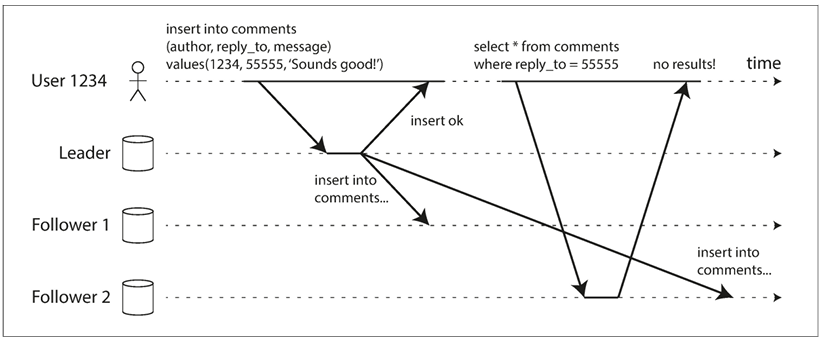 insert into comments
(author, reply_to, message)
values(1234, 55555, ‘Sounds good!’)
select * from comments
where reply_to = 55555
no results!
time
User 1234
insert ok
Leader
insert into
comments...
Follower 1
insert into
comments...
Follower 2